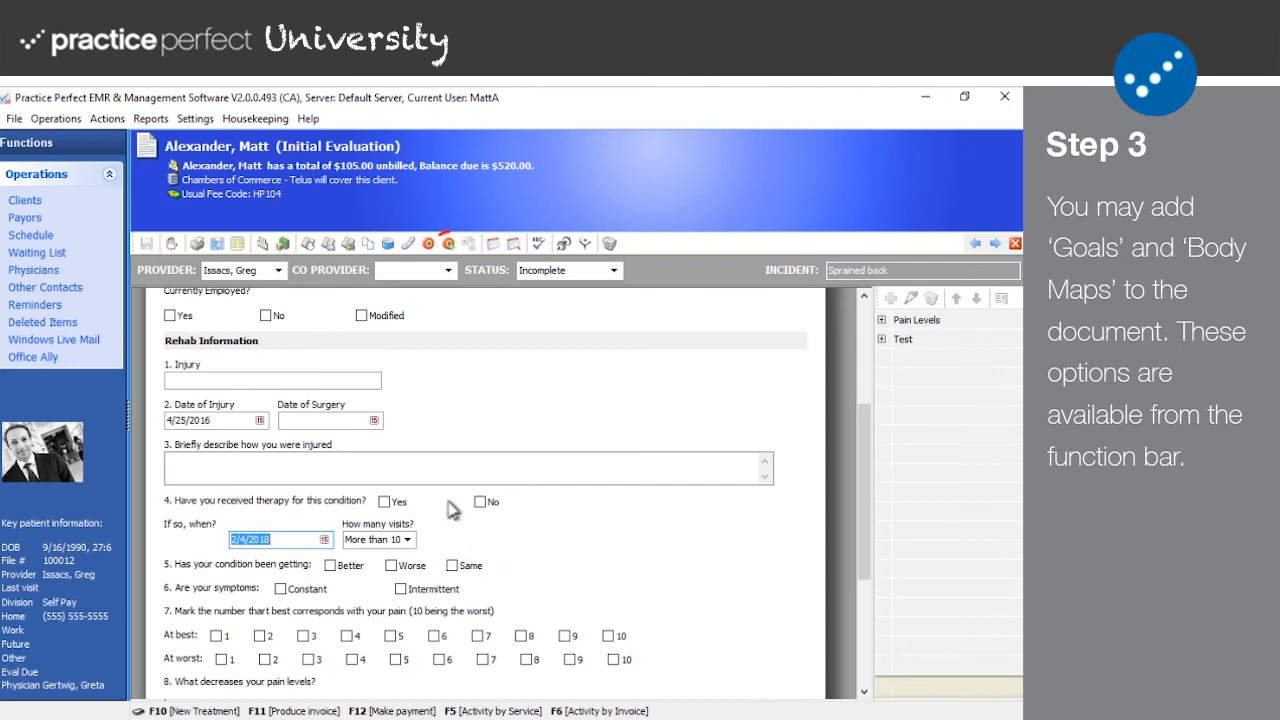 practice perfect University
Practice Perfect EMR & Management Software V2.0.0.493 (CA), Server: Default Server, Current User: MattA
File Operations Actions Reports Settings Housekeeping Help
Functions
Operations
Clients
Payors
Schedule
Waiting List
Physicians
Other Contacts
Reminders
Deleted Items
Windows Live Mail
Office Ally
Key patient information:
DOB 9/16/1990, 27:6
File # 100012
Provider Issacs, Greg
Last visit
Division Self Pay
Home (555) 555-5555
Work
Future
Other
Eval Due
Physician Gertwig, Greta
Alexander, Matt (Initial Evaluation)
Alexander, Matt has a total of $105.00 unbilled, Balance due is $520.00.
Chambers of Commerce - Telus will cover this client.
Usual Fee Code: HP104
PROVIDER: Issacs, Greg CO PROVIDER: STATUS: Incomplete INCIDENT: Sprained back
Currently Employed?
Yes No Modified
Rehab Information
1. Injury
2. Date of Injury Date of Surgery
4/25/2016
3. Briefly describe how you were injured
4. Have you received therapy for this condition? Yes No
If so, when? How many visits?
2/4/2018 More than 10
5. Has your condition been getting: Better Worse Same
6. Are your symptoms: Constant Intermittent
7. Mark the number thart best corresponds with your pain (10 being the worst)
At best: 1 2 3 4 5 6 7 8 9 10
At worst: 1 2 3 4 5 6 7 8 9 10
8. What decreases your pain levels?
Pain Levels
Test
F10 [New Treatment] F11 [Produce invoice] F12 [Make payment] F5 [Activity by Service] F6 [Activity by Invoice]
Step 3
You may add
‘Goals’ and ‘Body
Maps’ to the
document. These
options are
available from the
function bar.